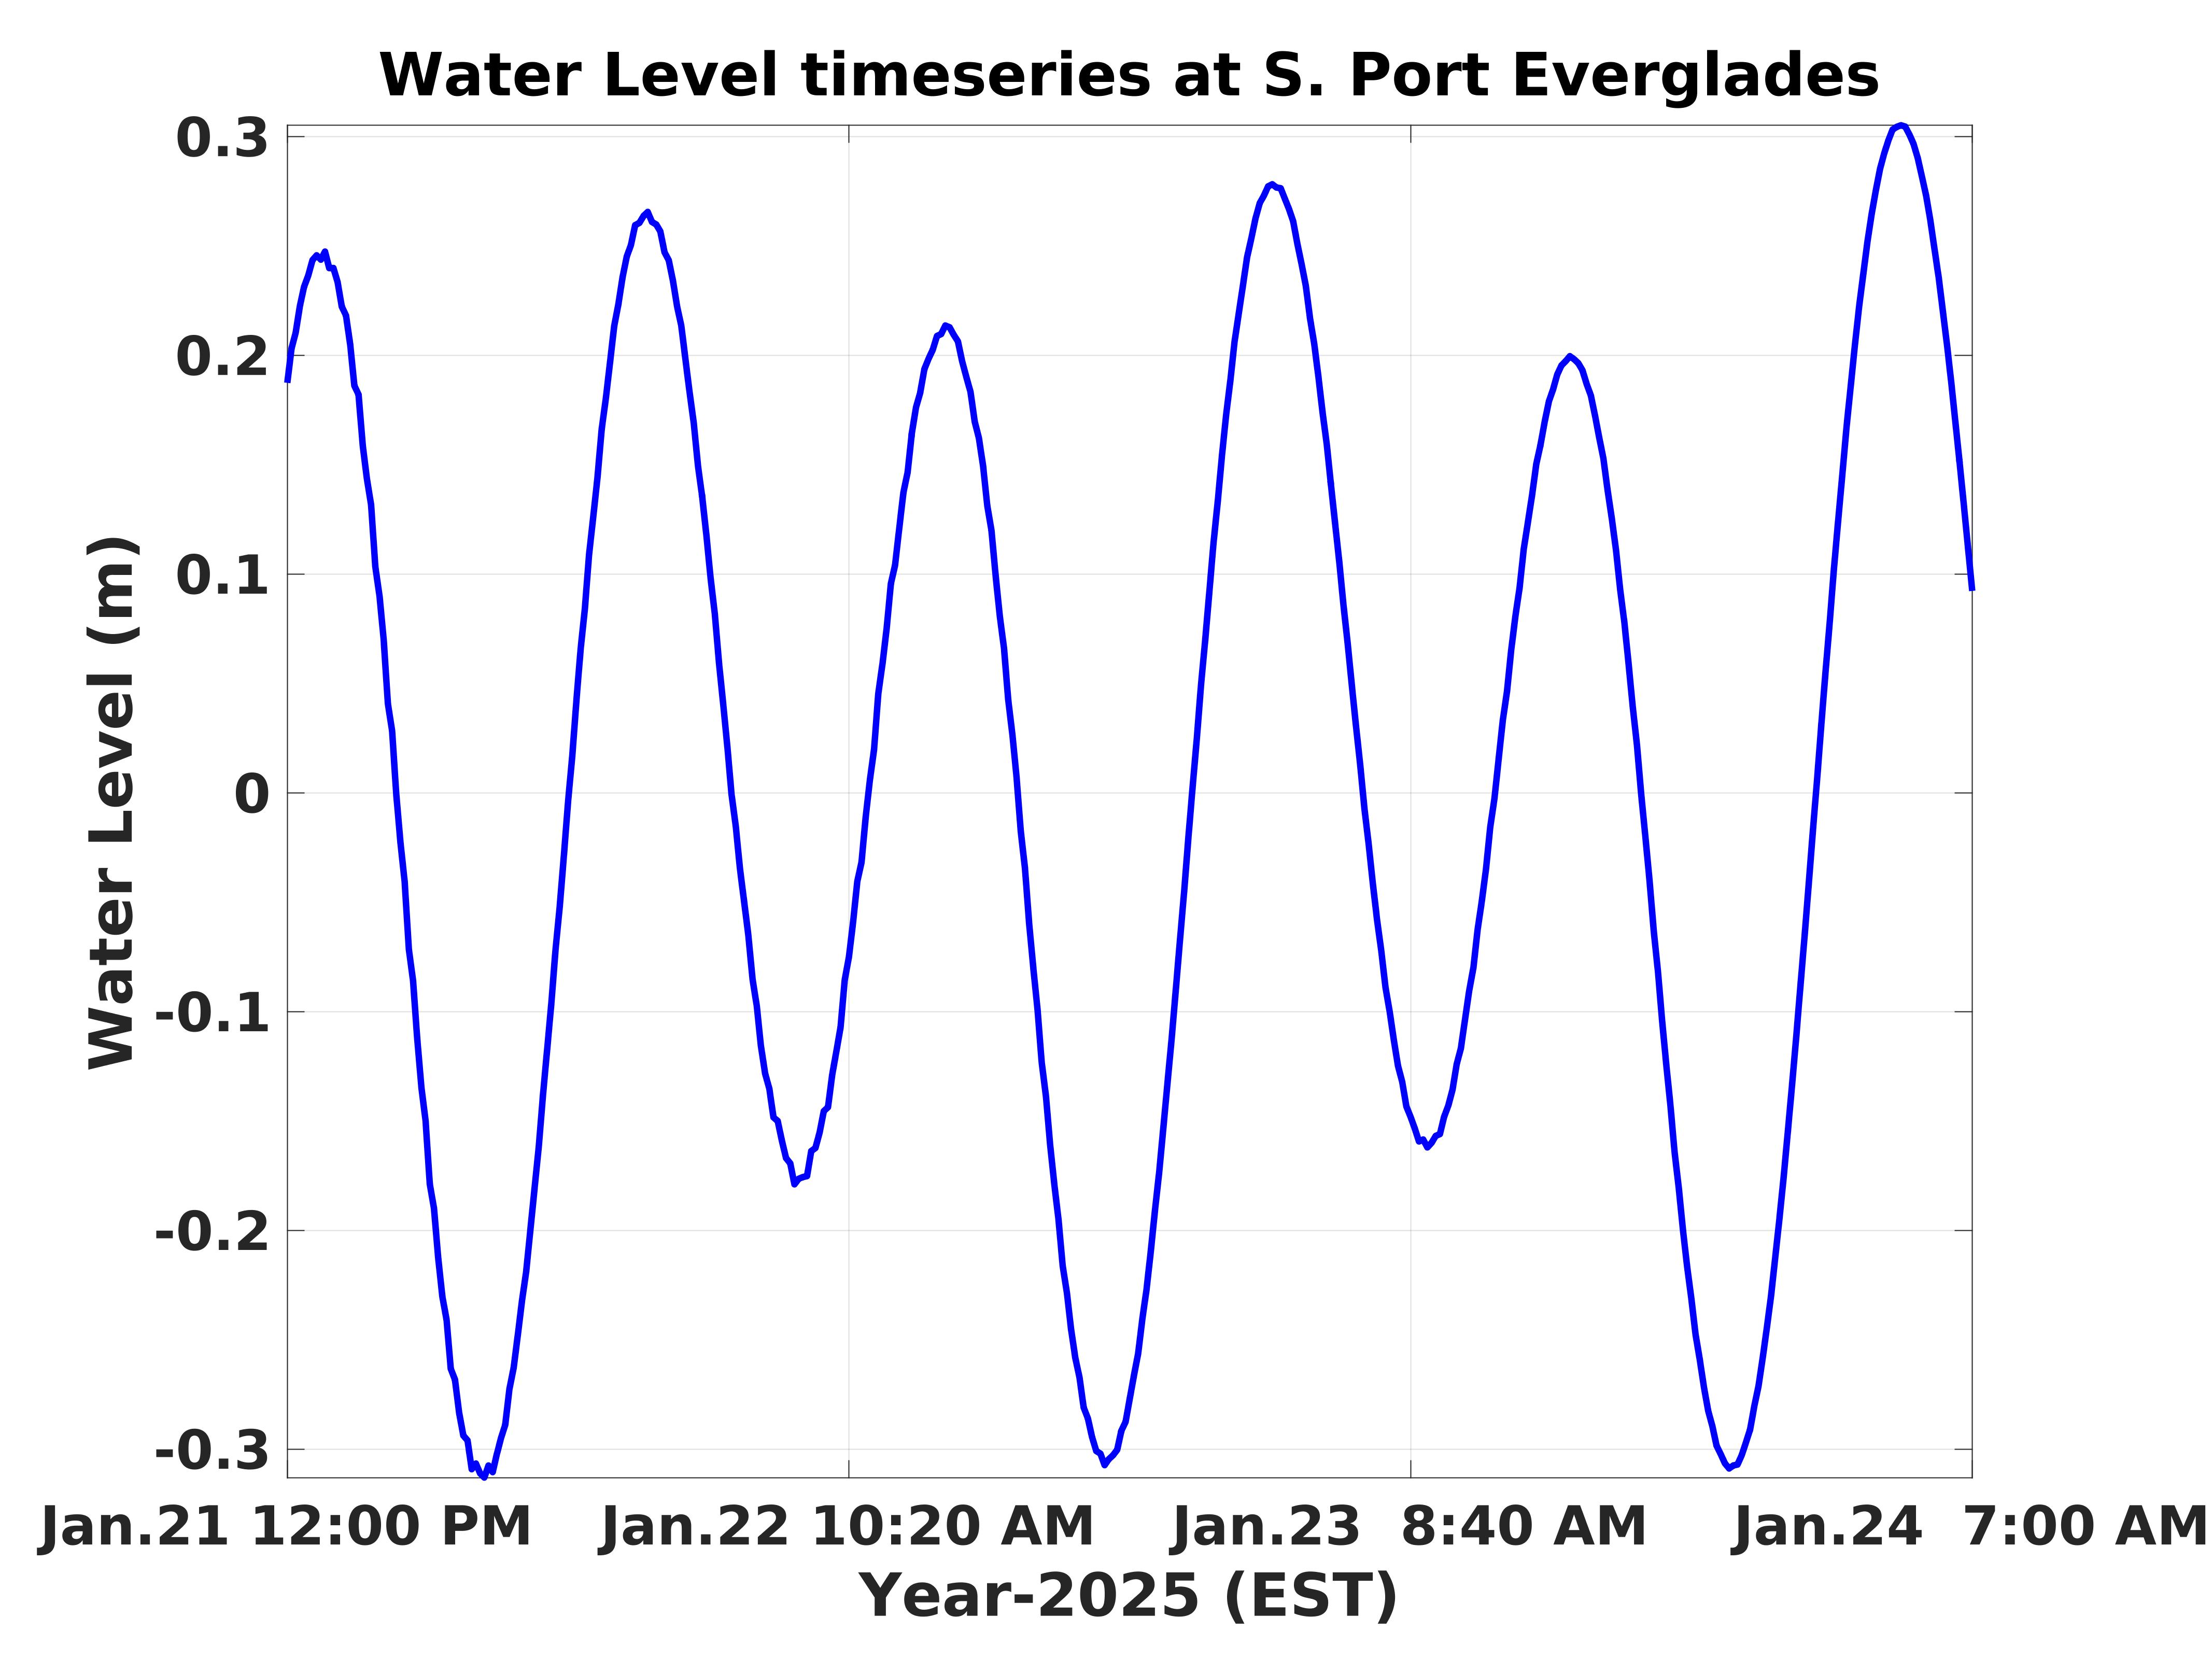 Water Level timeseries at S. Port Everglades
0.3
0.2
0.1
0
-0.1
-0.2
-0.3
Water Level (m)
Jan.21 12:00 PM Jan.22 10:20 AM Jan.23 8:40 AM Jan.24 7:00 AM
Year-2025 (EST)